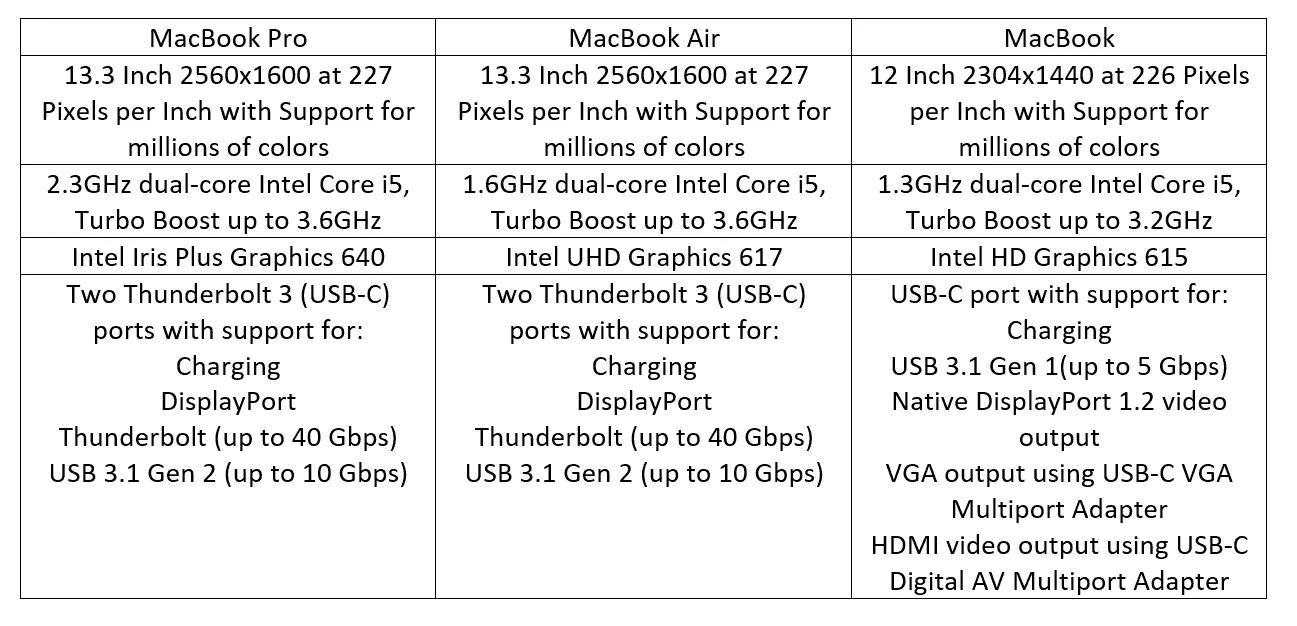 MacBook Pro
MacBook Air
MacBook
13.3 Inch 2560x1600 at 227
Pixels per Inch with Support for
millions of colors
13.3 Inch 2560x1600 at 227
Pixels per Inch with Support for
millions of colors
12 Inch 2304x1440 at 226 Pixels
per Inch with Support for
millions of colors
2.3GHz dual-core Intel Core i5,
Turbo Boost up to 3.6GHz
1.6GHz dual-core Intel Core i5,
Turbo Boost up to 3.6GHz
1.3GHz dual-core Intel Core i5,
Turbo Boost up to 3.2GHz
Intel Iris Plus Graphics 640
Intel UHD Graphics 617
Intel HD Graphics 615
Two Thunderbolt 3 (USB-C)
ports with support for:
Charging
DisplayPort
Thunderbolt (up to 40 Gbps)
USB 3.1 Gen 2 (up to 10 Gbps)
Two Thunderbolt 3 (USB-C)
ports with support for:
Charging
DisplayPort
Thunderbolt (up to 40 Gbps)
USB 3.1 Gen 2 (up to 10 Gbps)
USB-C port with support for:
Charging
USB 3.1 Gen 1(up to 5 Gbps)
Native DisplayPort 1.2 video
output
VGA output using USB-C VGA
Multiport Adapter
HDMI video output using USB-C
Digital AV Multiport Adapter